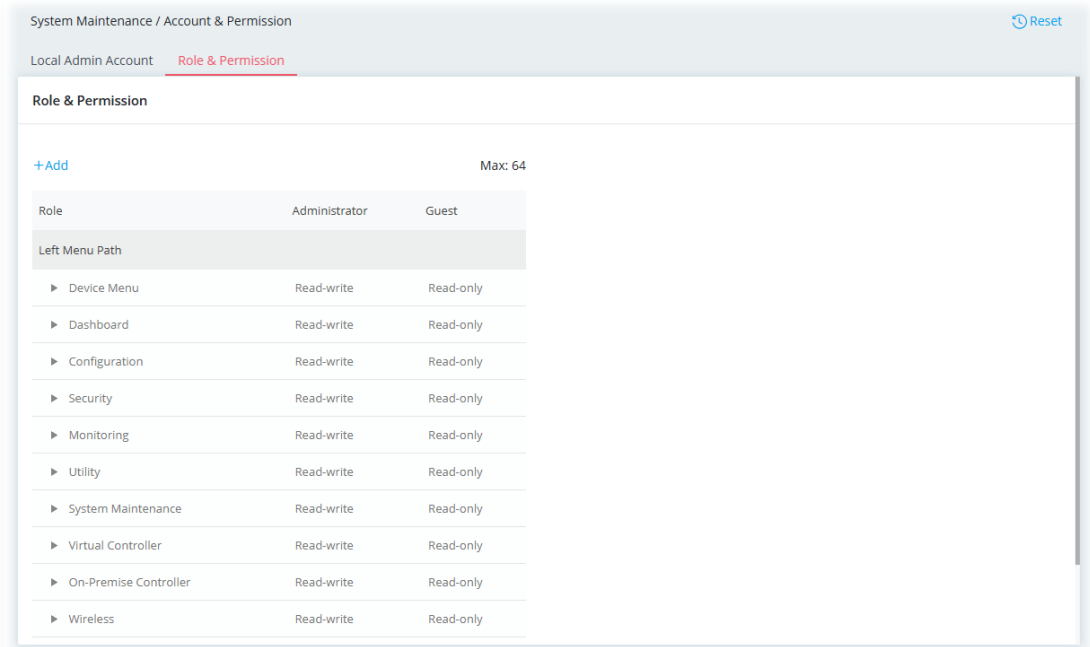 System Maintenance / Account & Permission Reset
Local Admin Account Role & Permission
Role & Permission
+Add Max: 64
Role Administrator Guest
Left Menu Path
Device Menu Read-write Read-only
Dashboard Read-write Read-only
Configuration Read-write Read-only
Security Read-write Read-only
Monitoring Read-write Read-only
Utility Read-write Read-only
System Maintenance Read-write Read-only
Virtual Controller Read-write Read-only
On-Premise Controller Read-write Read-only
Wireless Read-write Read-only